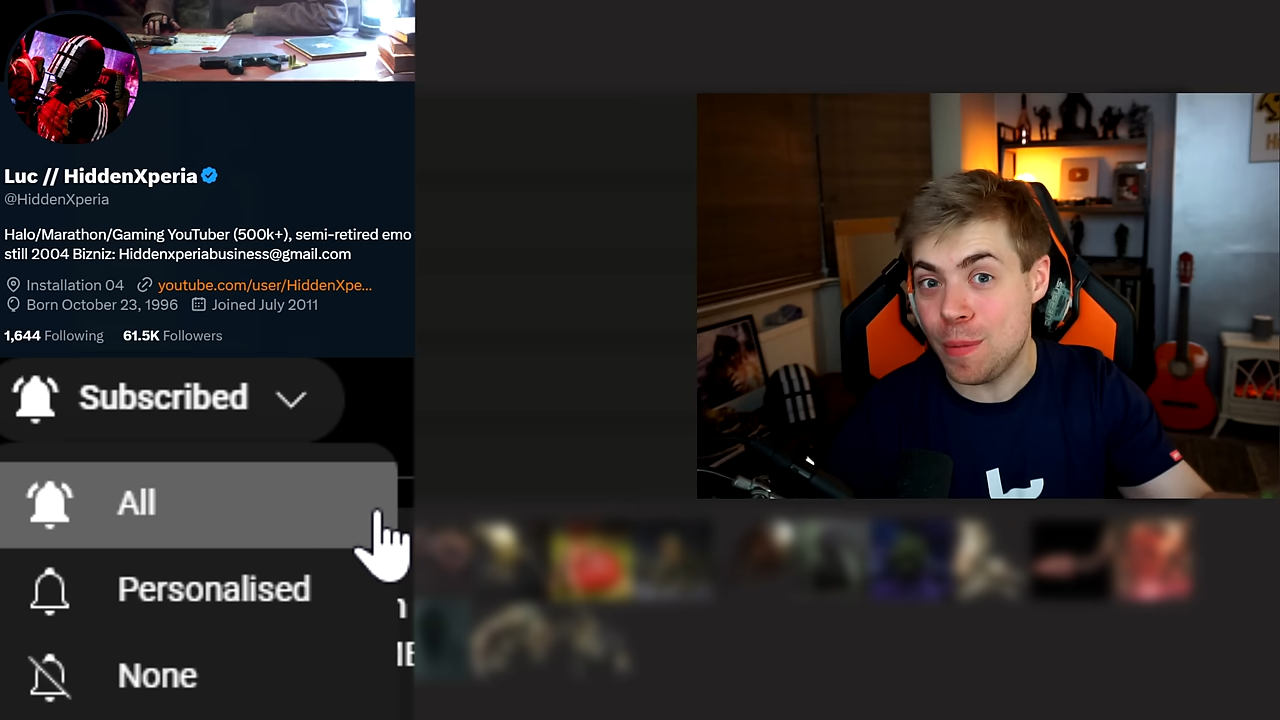 Luc // HiddenXperia
@HiddenXperia
Halo/Marathon/Gaming YouTuber (500k+), semi-retired emo
still 2004 Bizniz: Hiddenxperiabusiness@gmail.com
Installation 04 youtube.com/user/HiddenXpe...
Born October 23, 1996 Joined July 2011
1,644 Following 61.5K Followers
Subscribed
All
Personalised
None